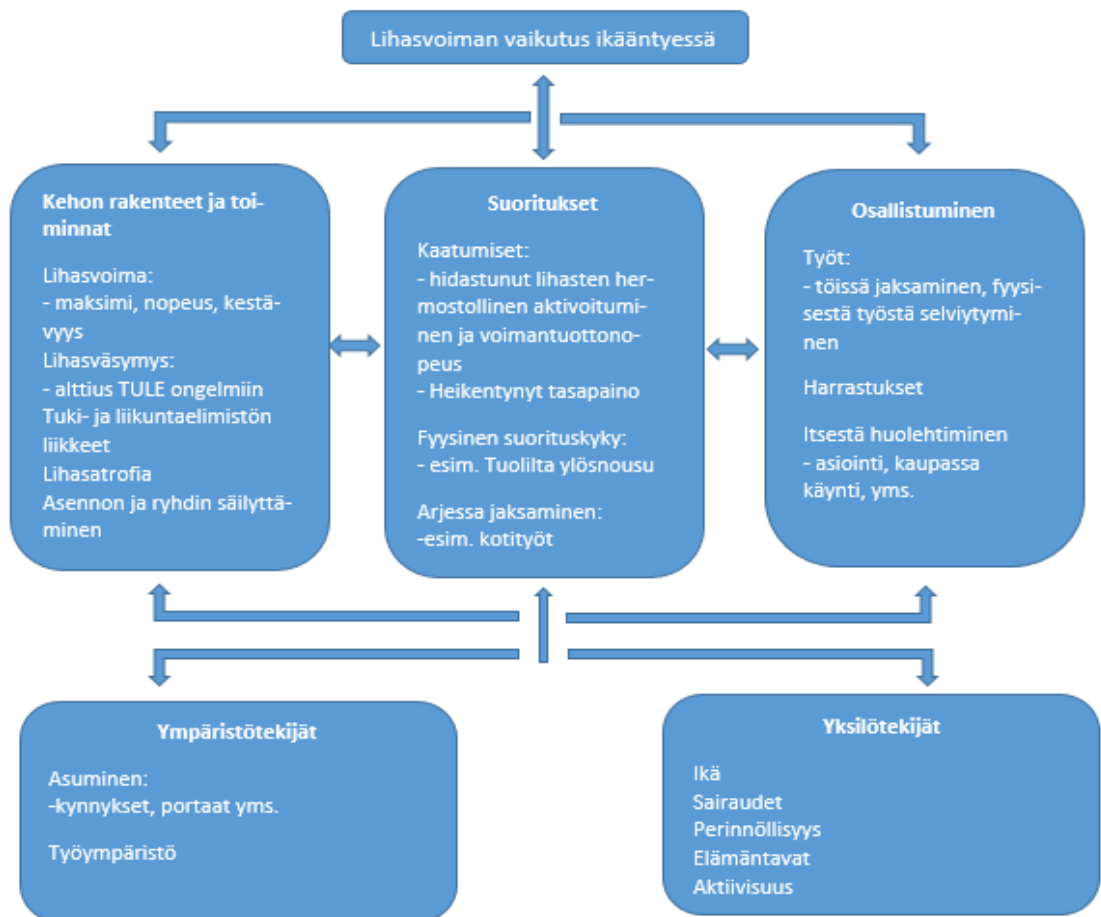 Lihasvoiman vaikutus ikääntyessä
Kehon rakenteet ja toi-
minnat
Lihasvoima:
- maksimi, nopeus, kestä-
vyys
Lihasväsymys:
- alttius TULE ongelmiin
Tuki- ja liikuntaelimistön
liikkeet
Lihasatrofia
Asennon ja ryhdin säilyttä-
minen
Suoritukset
Kaatumiset:
- hidastunut lihasten her-
mostollinen aktivoitumi-
nen ja voimantuottono-
peus
- Heikentynyt tasapaino
Fyysinen suorituskyky:
- esim. Tuolilta ylösnousu
Arjessa jaksaminen:
-esim. kotityöt
Osallistuminen
Työt:
- töissä jaksaminen, fyysi-
sestä työstä selviytymi-
nen
Harrastukset
Itsestä huolehtiminen
- asiointi, kaupassa
käynti, yms.
Ympäristötekijät
Asuminen:
-kynnykset, portaat yms.
Työympäristö
Yksilötekijät
Ikä
Sairaudet
Perinnöllisyys
Elämäntavat
Aktiivisuus